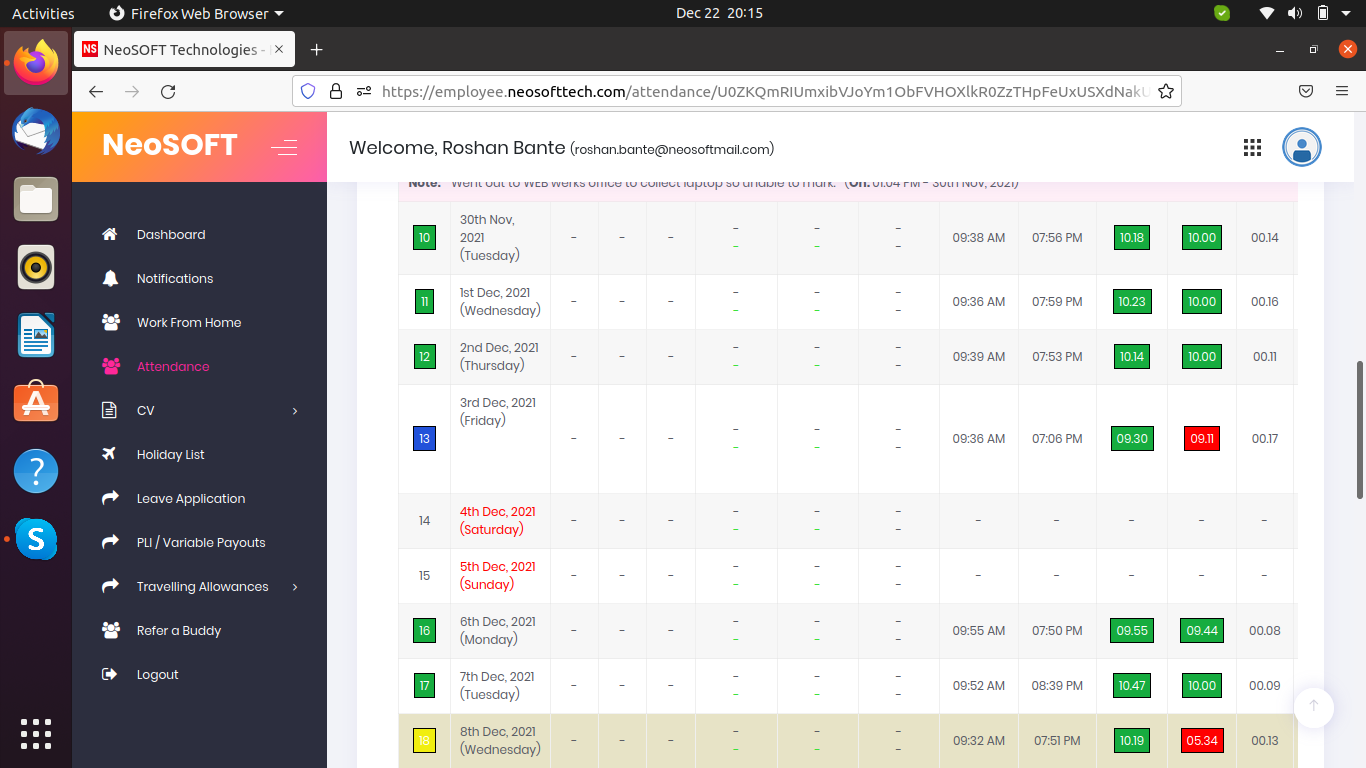 Activities Firefox Web Browser Dec 22 20:15
NS NeoSOFT Technologies -
https://employee.neosofttech.com/attendance/U0ZKQmRIUmxibVJoYm1ObFVHOXlkR0ZzTHpFeUxUSXdNakU
NeoSOFT
Welcome, Roshan Bante (roshan.bante@neosoftmail.com)
Dashboard
Notifications
Work From Home
Attendance
CV
Holiday List
Leave Application
PLI / Variable Payouts
Travelling Allowances
Refer a Buddy
Logout
Note: Went out to WEB werks office to collect laptop so unable to mark. (On: 01:04 PM - 30th Nov, 2021)
10 30th Nov, 2021 (Tuesday) - - - - - - - - - 09:38 AM 07:56 PM 10.18 10.00 00.14
11 1st Dec, 2021 (Wednesday) - - - - - - - - - 09:36 AM 07:59 PM 10.23 10.00 00.16
12 2nd Dec, 2021 (Thursday) - - - - - - - - - 09:39 AM 07:53 PM 10.14 10.00 00.11
13 3rd Dec, 2021 (Friday) - - - - - - - - - 09:36 AM 07:06 PM 09.30 09.11 00.17
14 4th Dec, 2021 (Saturday) - - - - - - - - - - - - - -
15 5th Dec, 2021 (Sunday) - - - - - - - - - - - - - -
16 6th Dec, 2021 (Monday) - - - - - - - - - 09:55 AM 07:50 PM 09.55 09.44 00.08
17 7th Dec, 2021 (Tuesday) - - - - - - - - - 09:52 AM 08:39 PM 10.47 10.00 00.09
18 8th Dec, 2021 (Wednesday) - - - - - - - - - 09:32 AM 07:51 PM 10.19 05.34 00.13